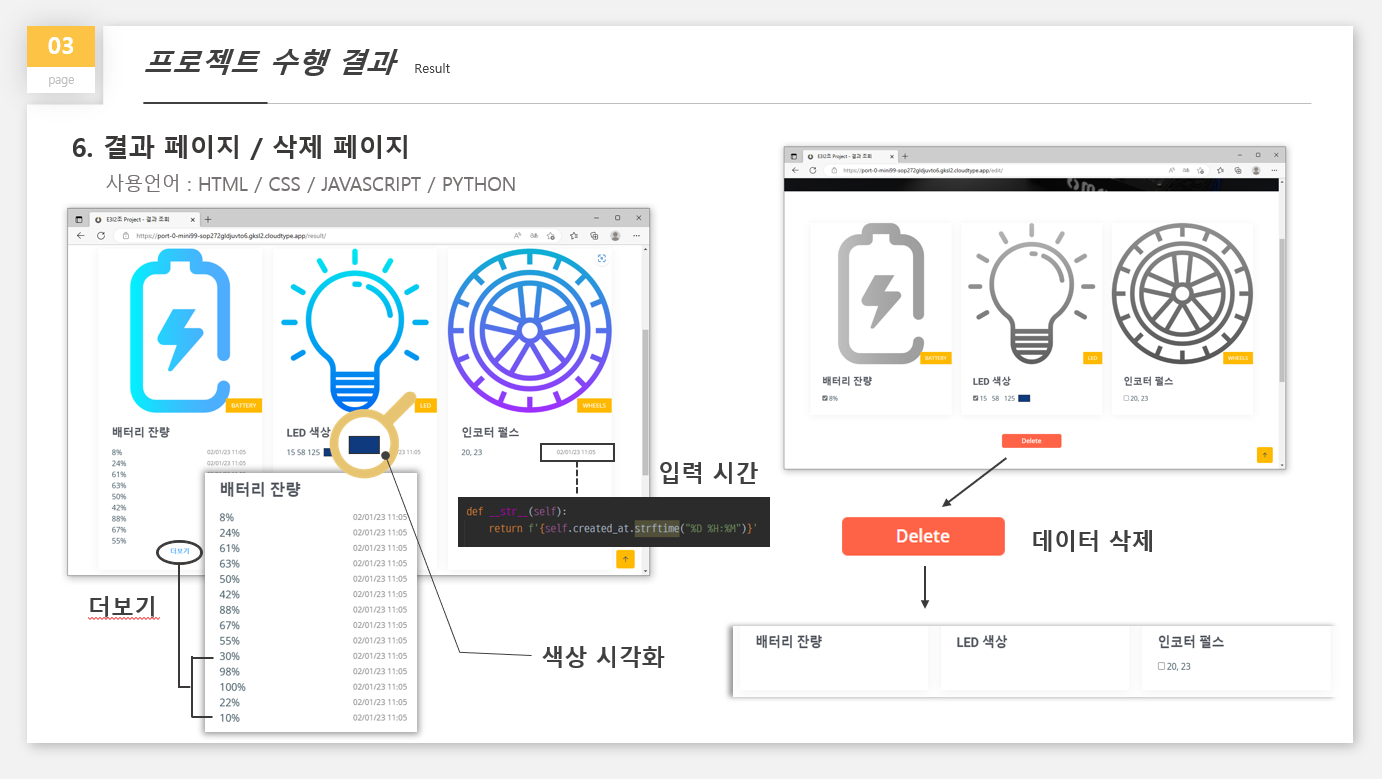 03
page
프로젝트 수행 결과 Result
6. 결과 페이지 / 삭제 페이지
사용언어 : HTML / CSS / JAVASCRIPT / PYTHON
E3I2조 Project - 결과 조회
https://port-0-mini99-sop272gldjuvto6.gksl2.cloudtype.app/result/
BATTERY
LED
WHEELS
배터리 잔량
8% 02/01/23 11:05
24% 02/01/23 11:05
61%
63%
50%
42%
88%
67%
55%
더보기
LED 색상
15 58 125
/23 11:05
인코터 펄스
20, 23 02/01/23 11:05
입력 시간
def __str__(self):
return f'{self.created_at.strftime("%D %H:%M")}'
더보기
배터리 잔량
8% 02/01/23 11:05
24% 02/01/23 11:05
61% 02/01/23 11:05
63% 02/01/23 11:05
50% 02/01/23 11:05
42% 02/01/23 11:05
88% 02/01/23 11:05
67% 02/01/23 11:05
55% 02/01/23 11:05
30% 02/01/23 11:05
98% 02/01/23 11:05
100% 02/01/23 11:05
22% 02/01/23 11:05
10% 02/01/23 11:05
색상 시각화
E3I2조 Project - 결과 조회
https://port-0-mini99-sop272gldjuvto6.gksl2.cloudtype.app/edit/
BATTERY
LED
WHEELS
배터리 잔량
8%
LED 색상
15 58 125
인코터 펄스
20, 23
Delete
Delete
데이터 삭제
배터리 잔량
LED 색상
인코터 펄스
20, 23